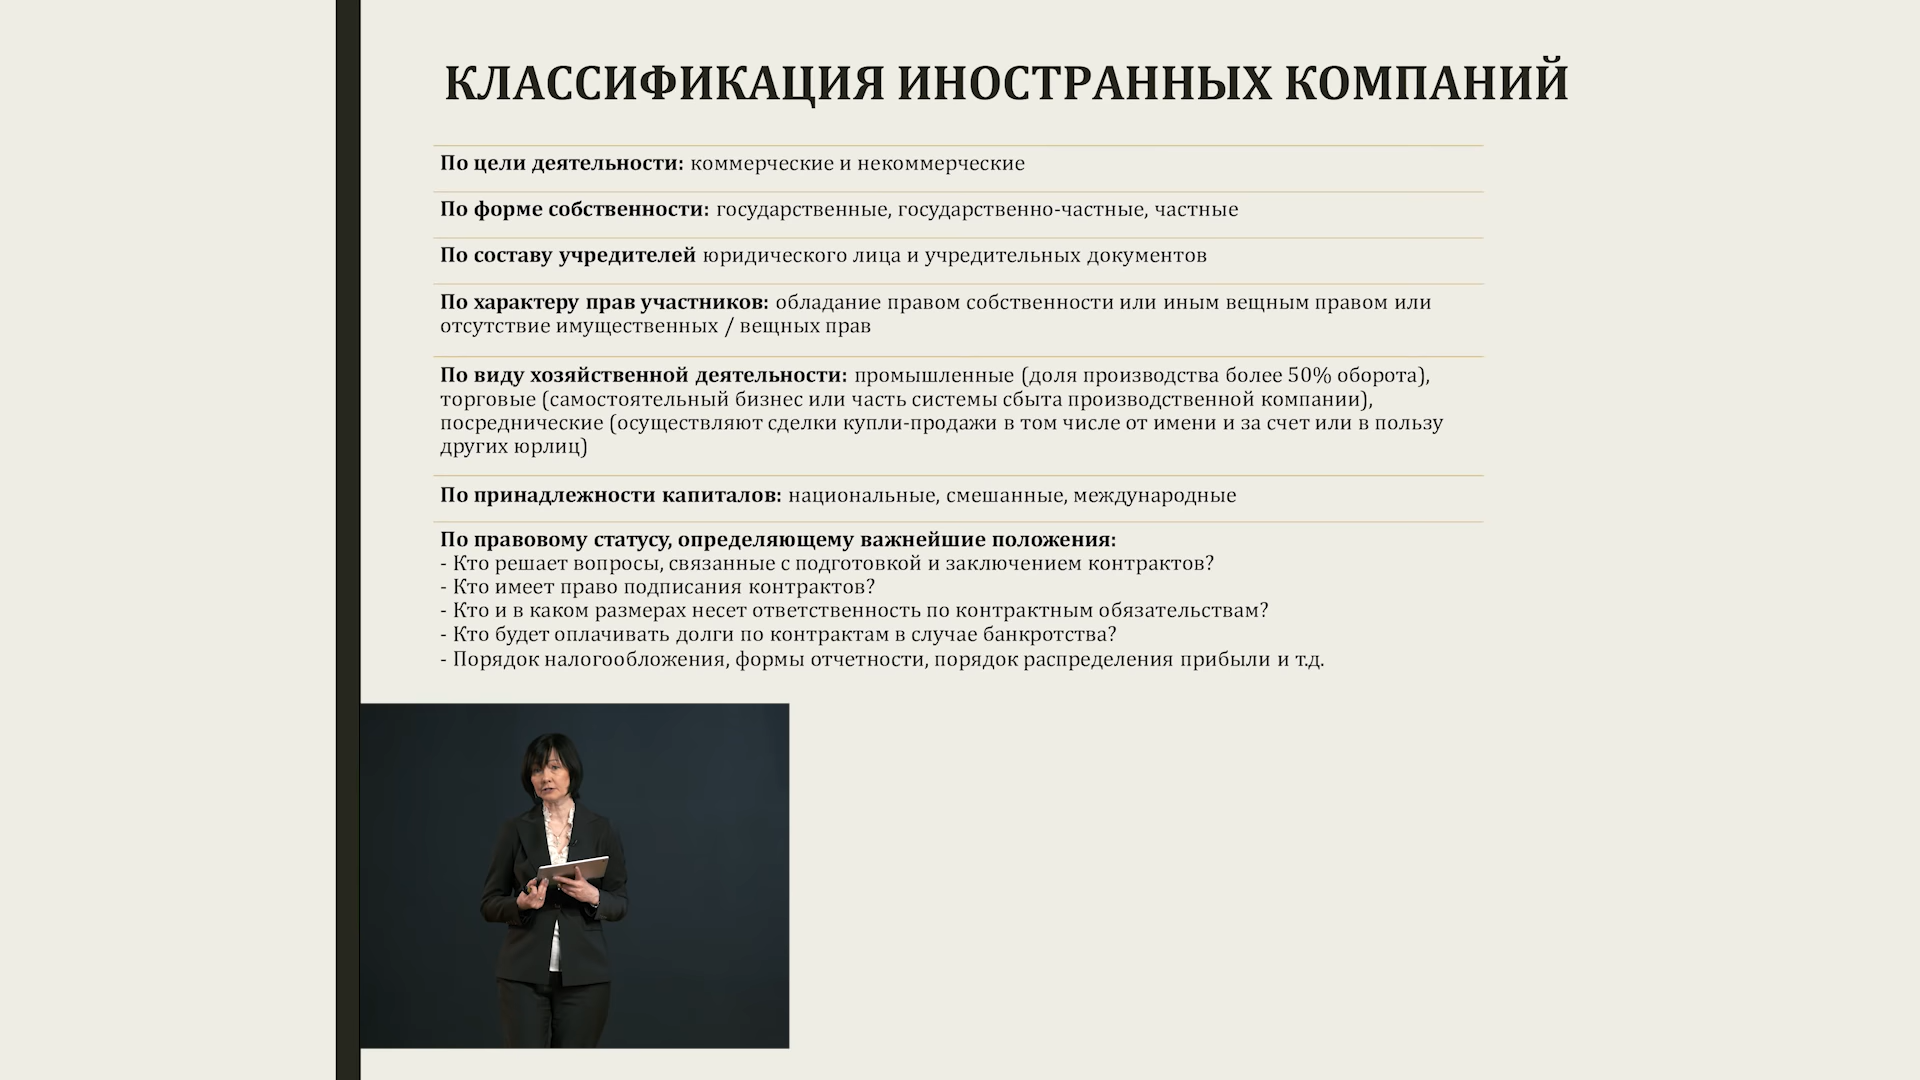 КЛАССИФИКАЦИЯ ИНОСТРАННЫХ КОМПАНИЙ
По цели деятельности: коммерческие и некоммерческие
По форме собственности: государственные, государственно-частные, частные
По составу учредителей юридического лица и учредительных документов
По характеру прав участников: обладание правом собственности или иным вещным правом или
отсутствие имущественных / вещных прав
По виду хозяйственной деятельности: промышленные (доля производства более 50% оборота),
торговые (самостоятельный бизнес или часть системы сбыта производственной компании),
посреднические (осуществляют сделки купли-продажи в том числе от имени и за счет или в пользу
других юрлиц)
По принадлежности капиталов: национальные, смешанные, международные
По правовому статусу, определяющему важнейшие положения:
- Кто решает вопросы, связанные с подготовкой и заключением контрактов?
- Кто имеет право подписания контрактов?
- Кто и в каком размерах несет ответственность по контрактным обязательствам?
- Кто будет оплачивать долги по контрактам в случае банкротства?
- Порядок налогообложения, формы отчетности, порядок распределения прибыли и т.д.